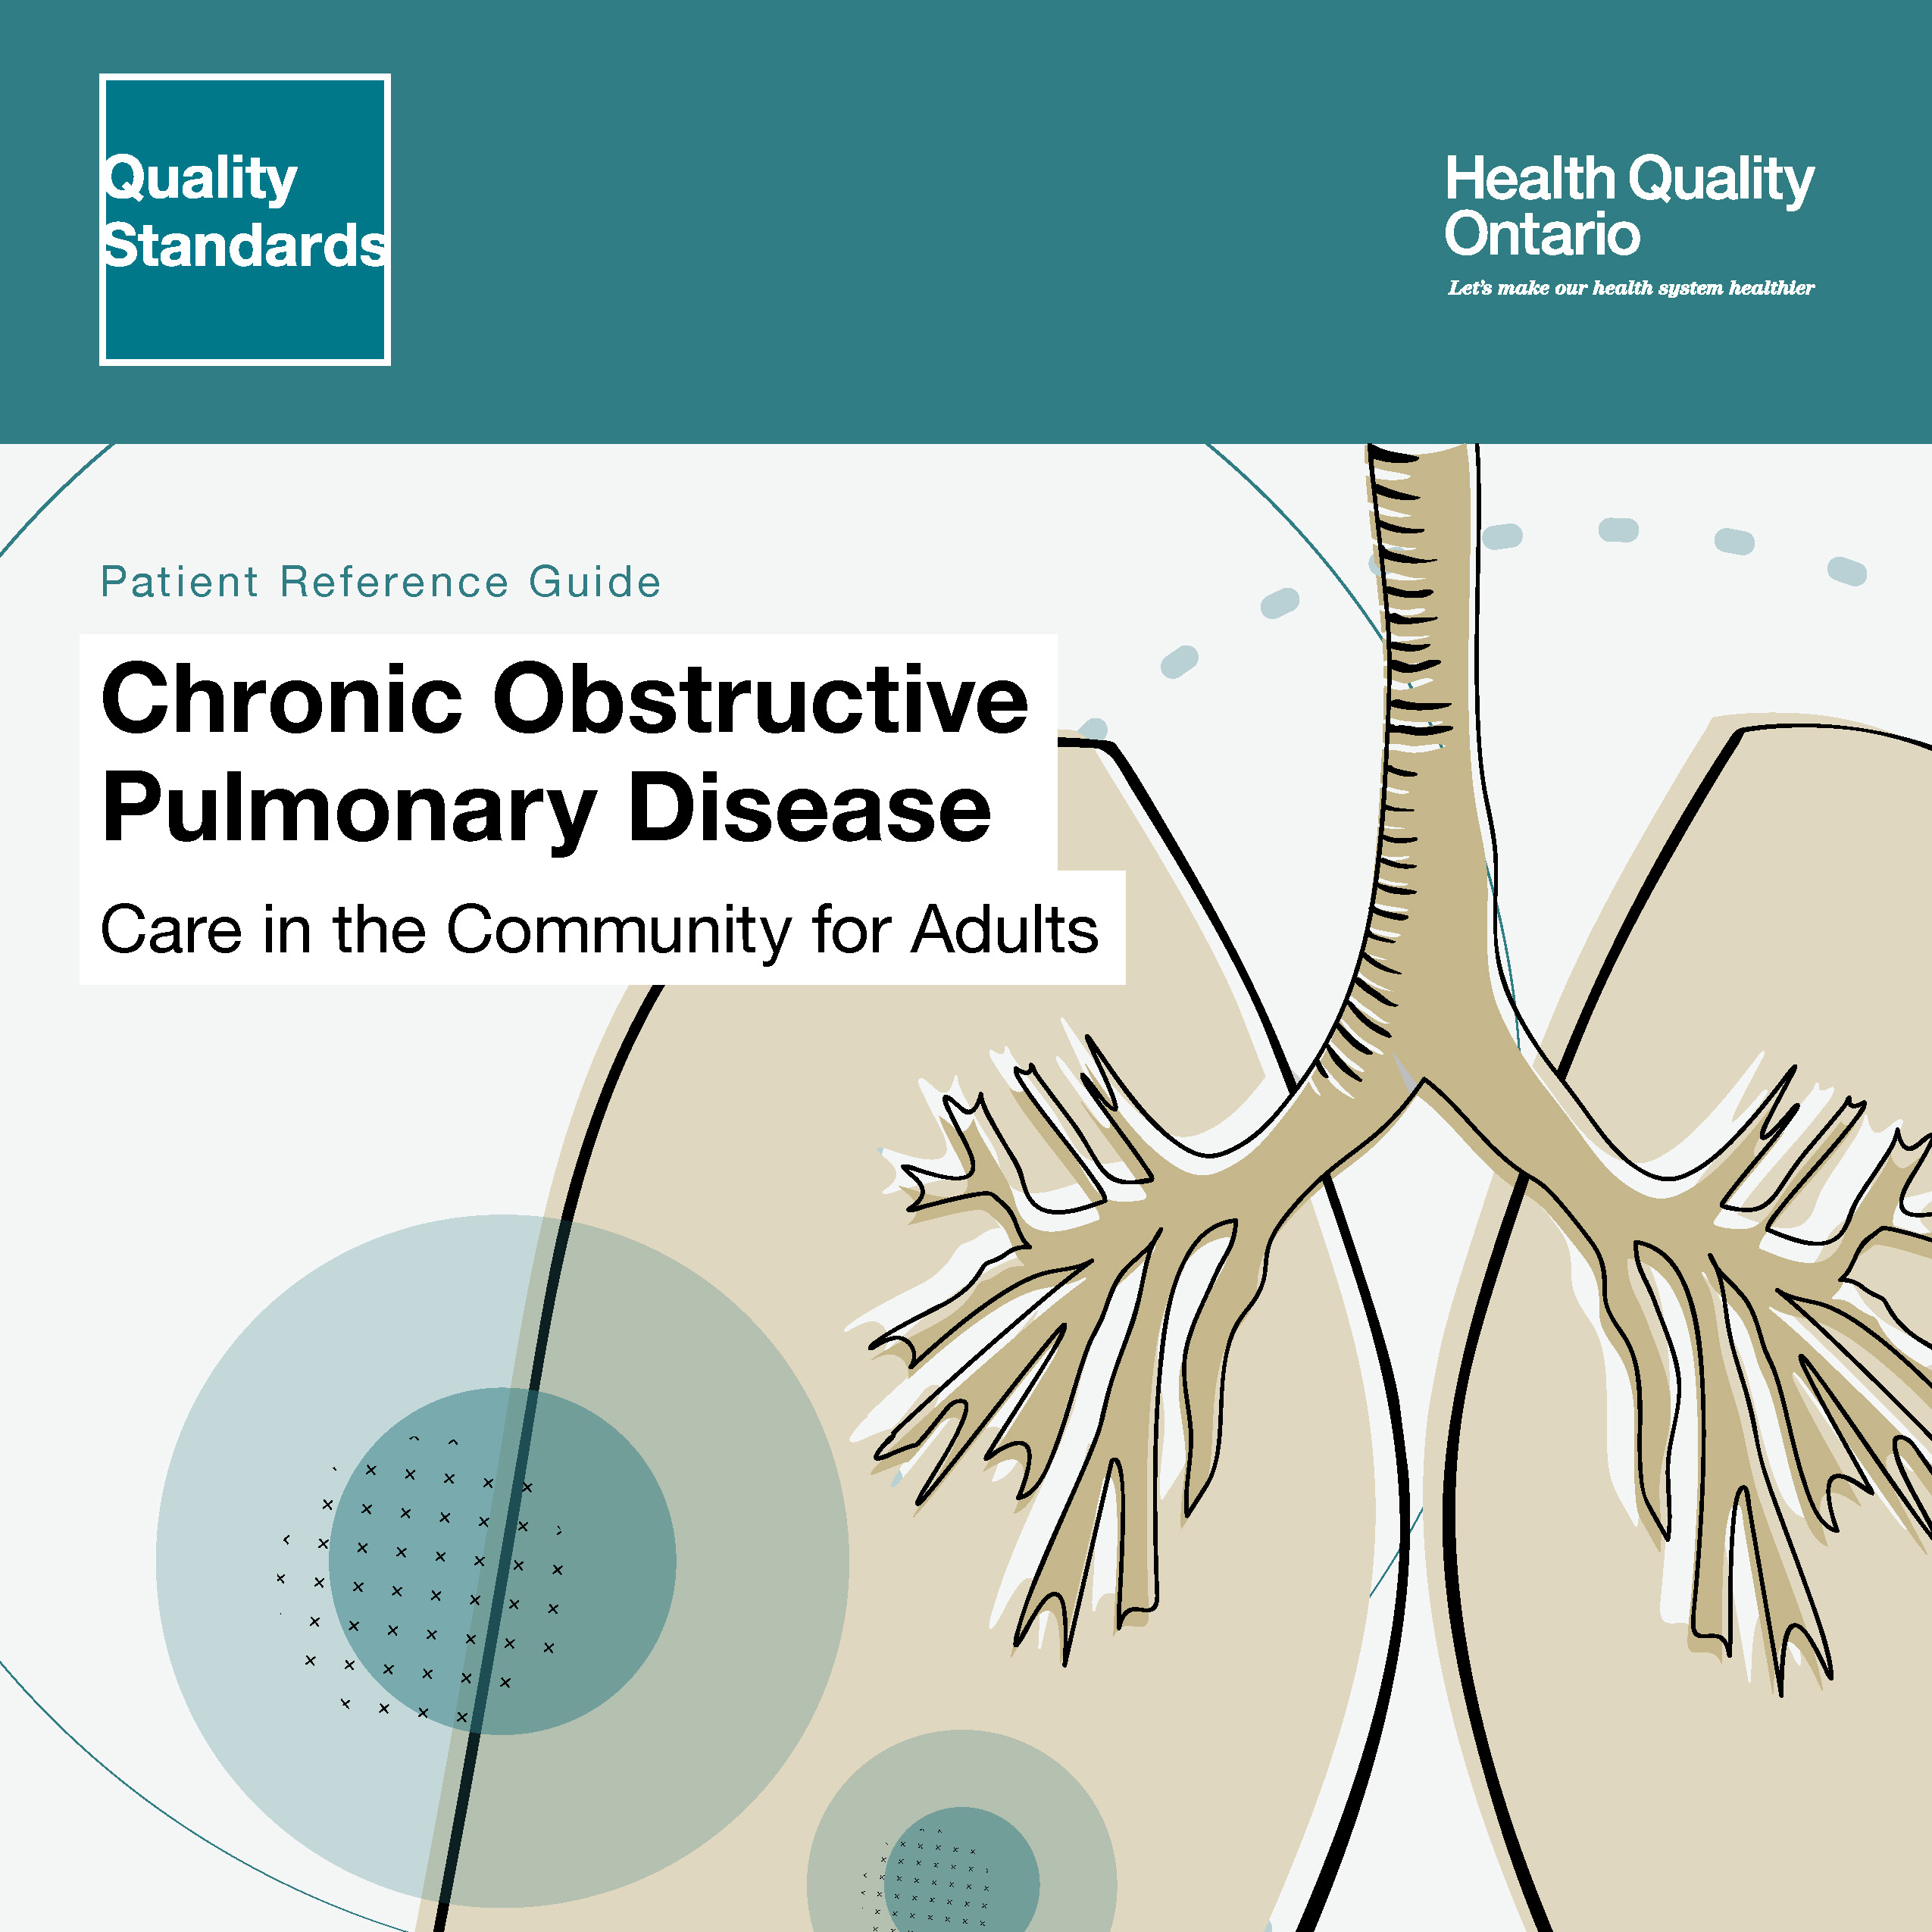 Quality
Standards
Health Quality
Ontario
Let's make our health system healthier
Patient Reference Guide
Chronic Obstructive
Pulmonary Disease
Care in the Community for Adults